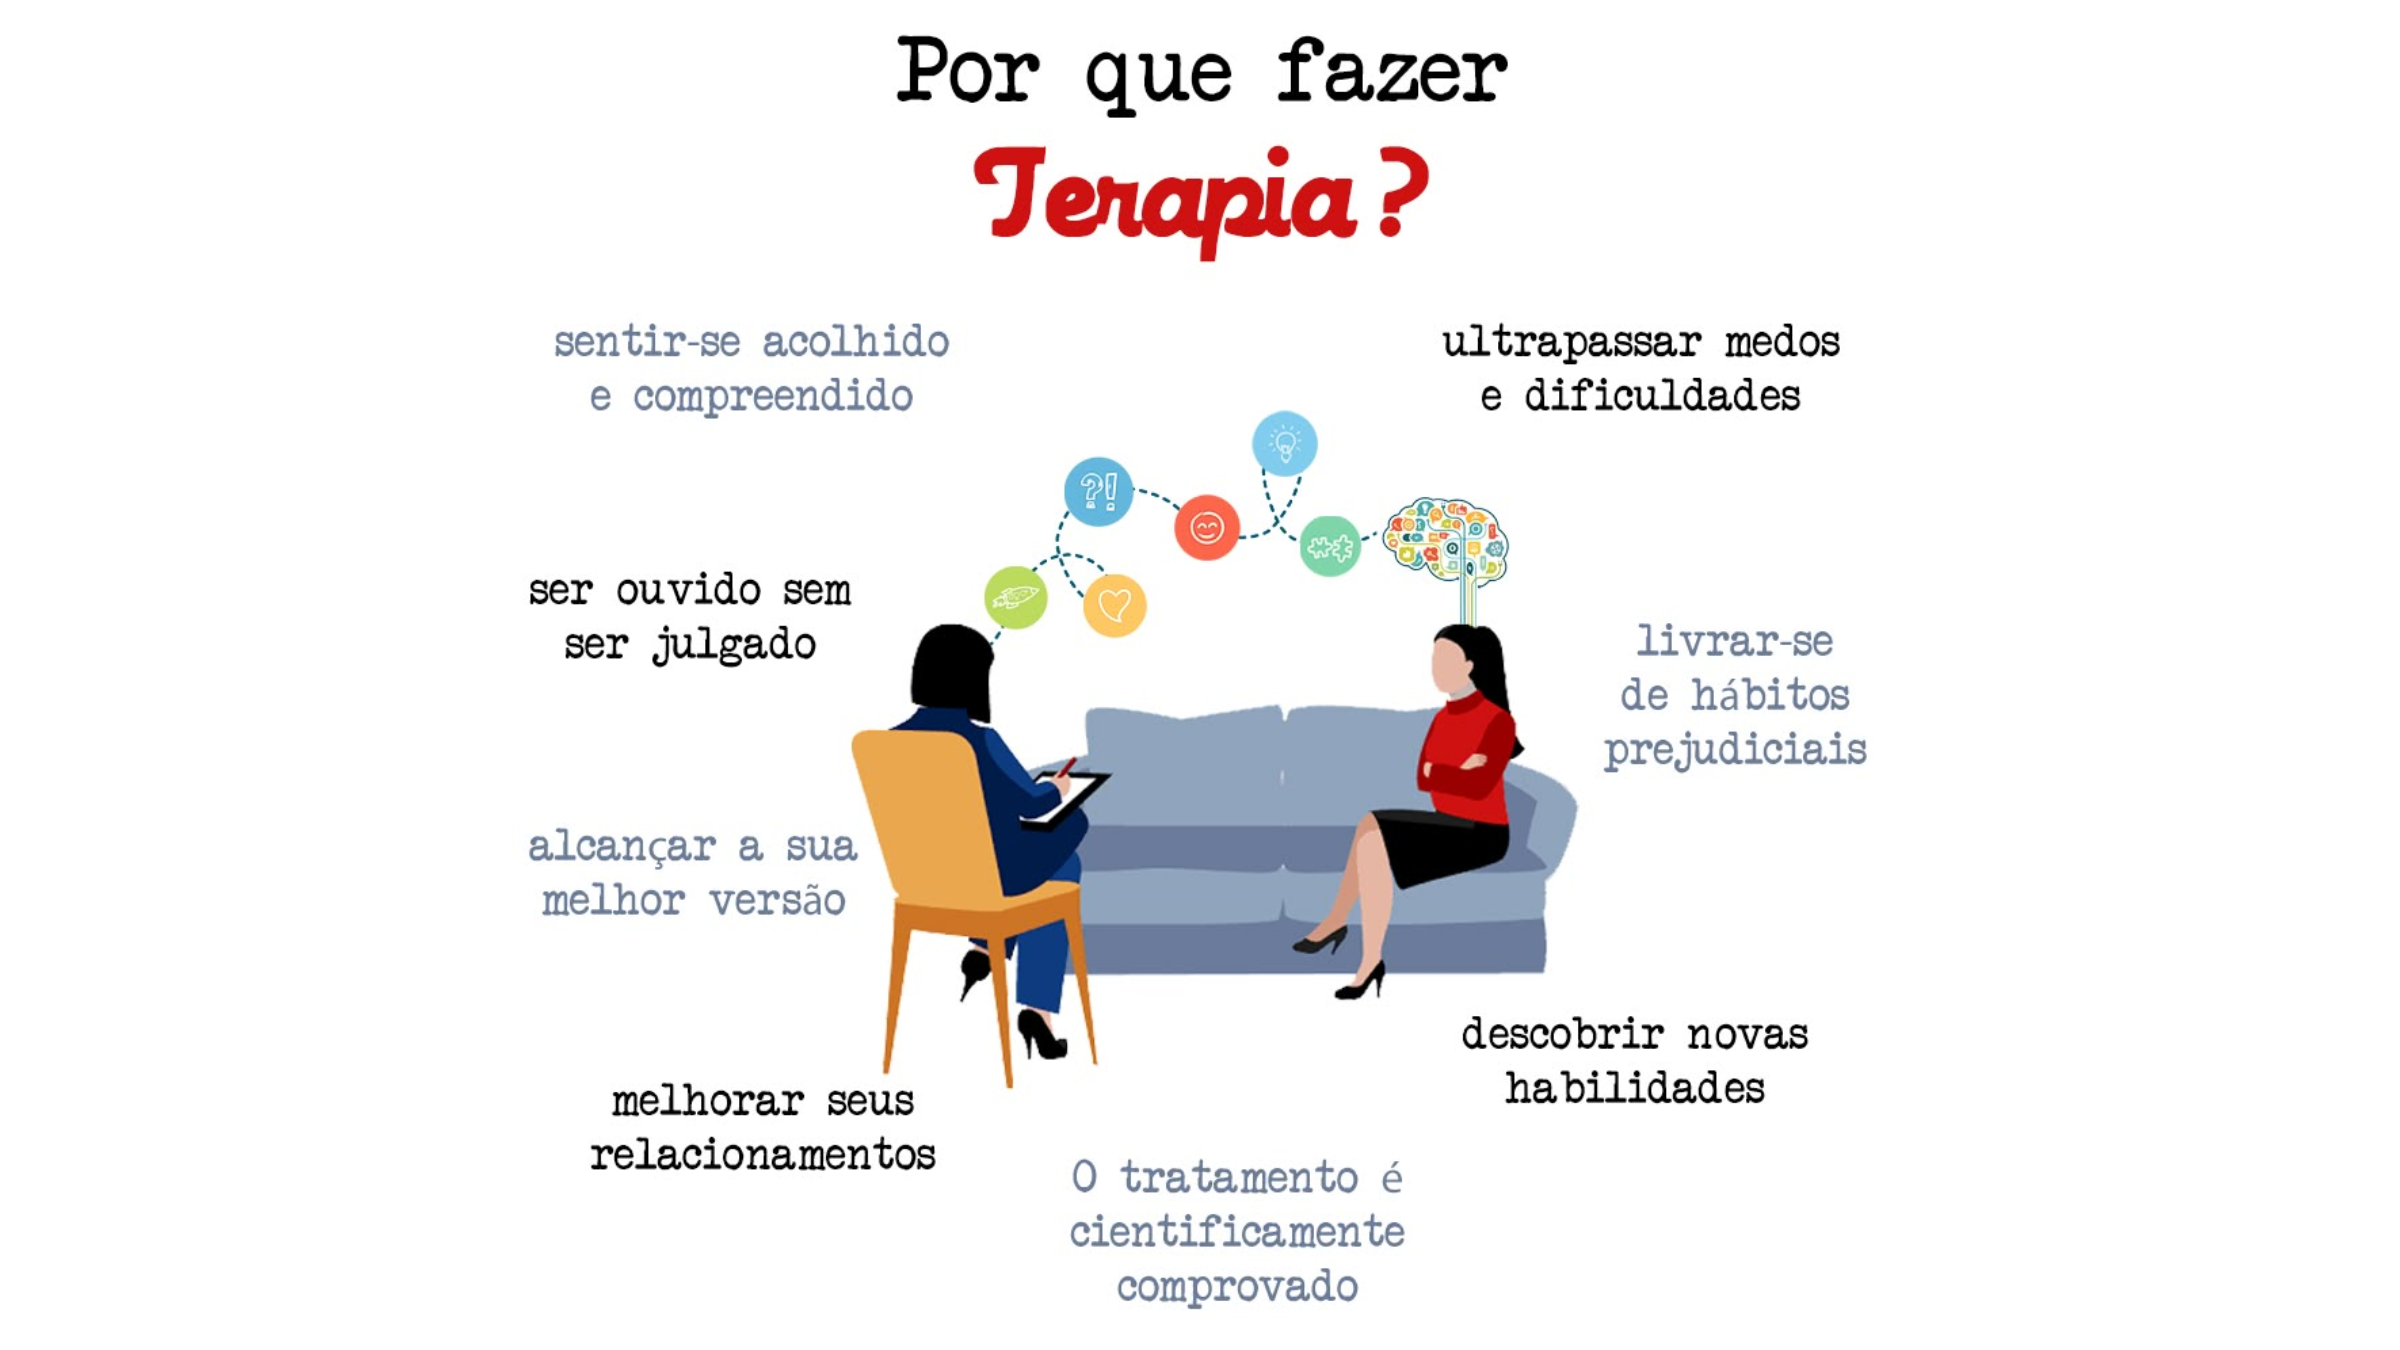 Por que fazer
Terapia?
sentir-se acolhido
e compreendido
ultrapassar medos
e dificuldades
?!
ser ouvido sem
ser julgado
livrar-se
de hábitos
prejudiciais
alcançar a sua
melhor versão
descobrir novas
habilidades
melhorar seus
relacionamentos
O tratamento é
cientificamente
comprovado